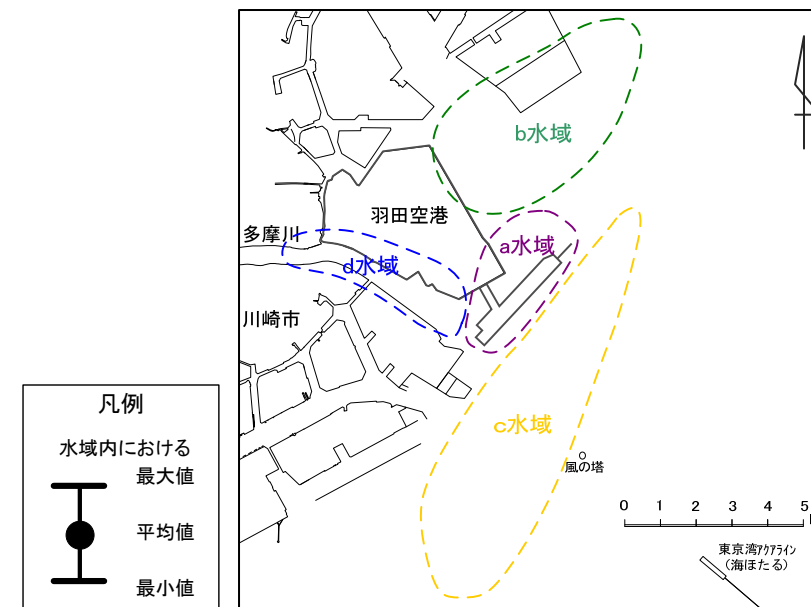 b水域
羽田空港
多摩川
a水域
d水域
川崎市
c水域
風の塔
0 1 2 3 4 5
東京湾アクアライン
(海ほたる)
凡例
水域内における
最大値
平均値
最小値